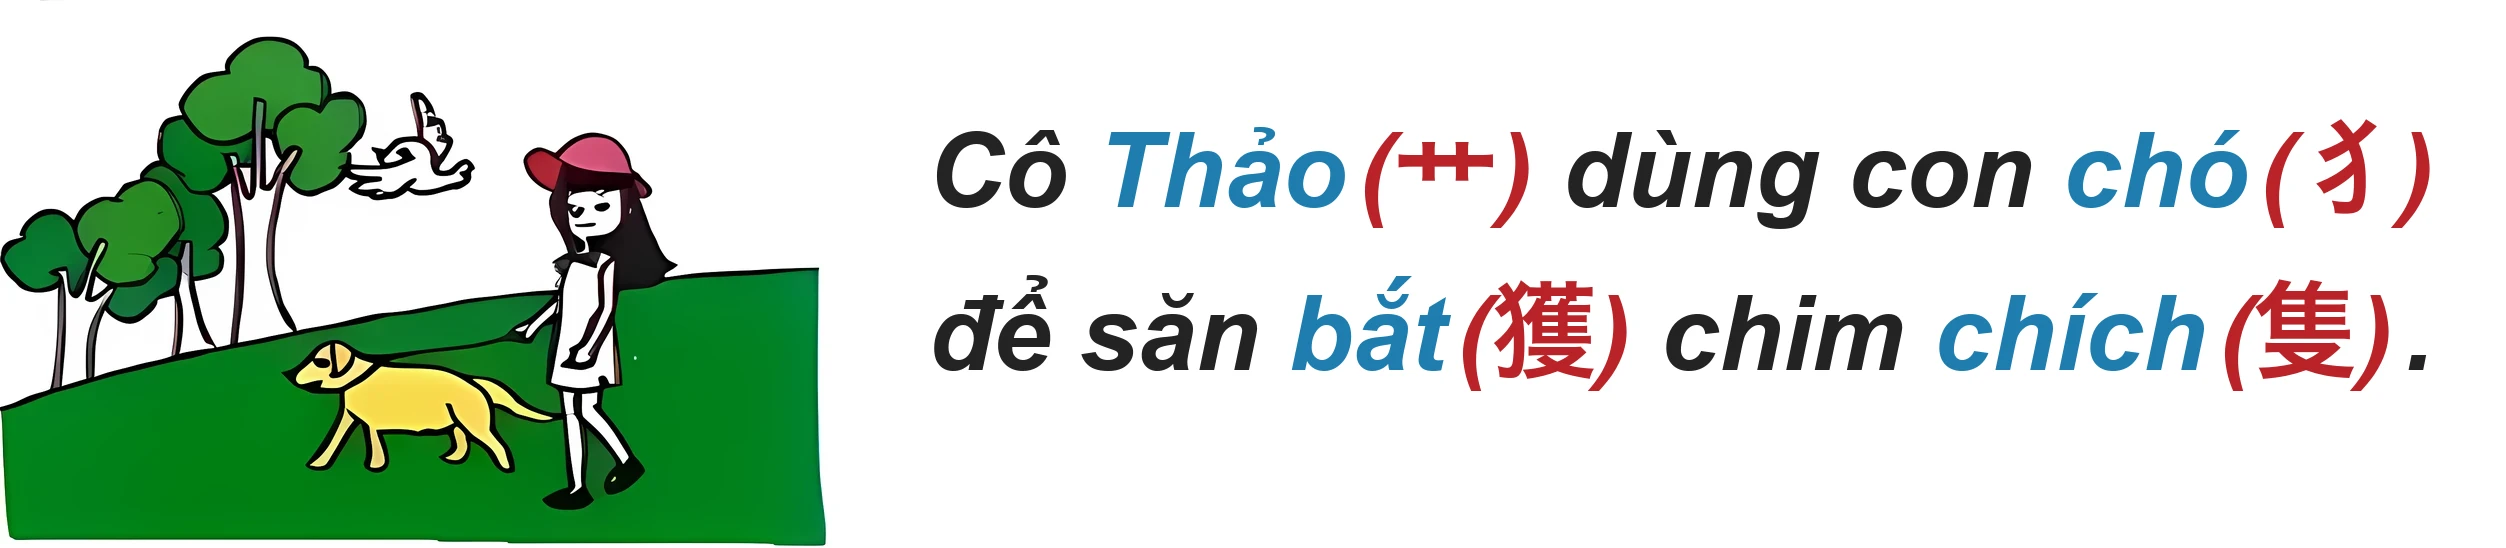 Cô Thảo(艹) dùng con chó(犭)
để săn bắt(獲) chim chích(隻).